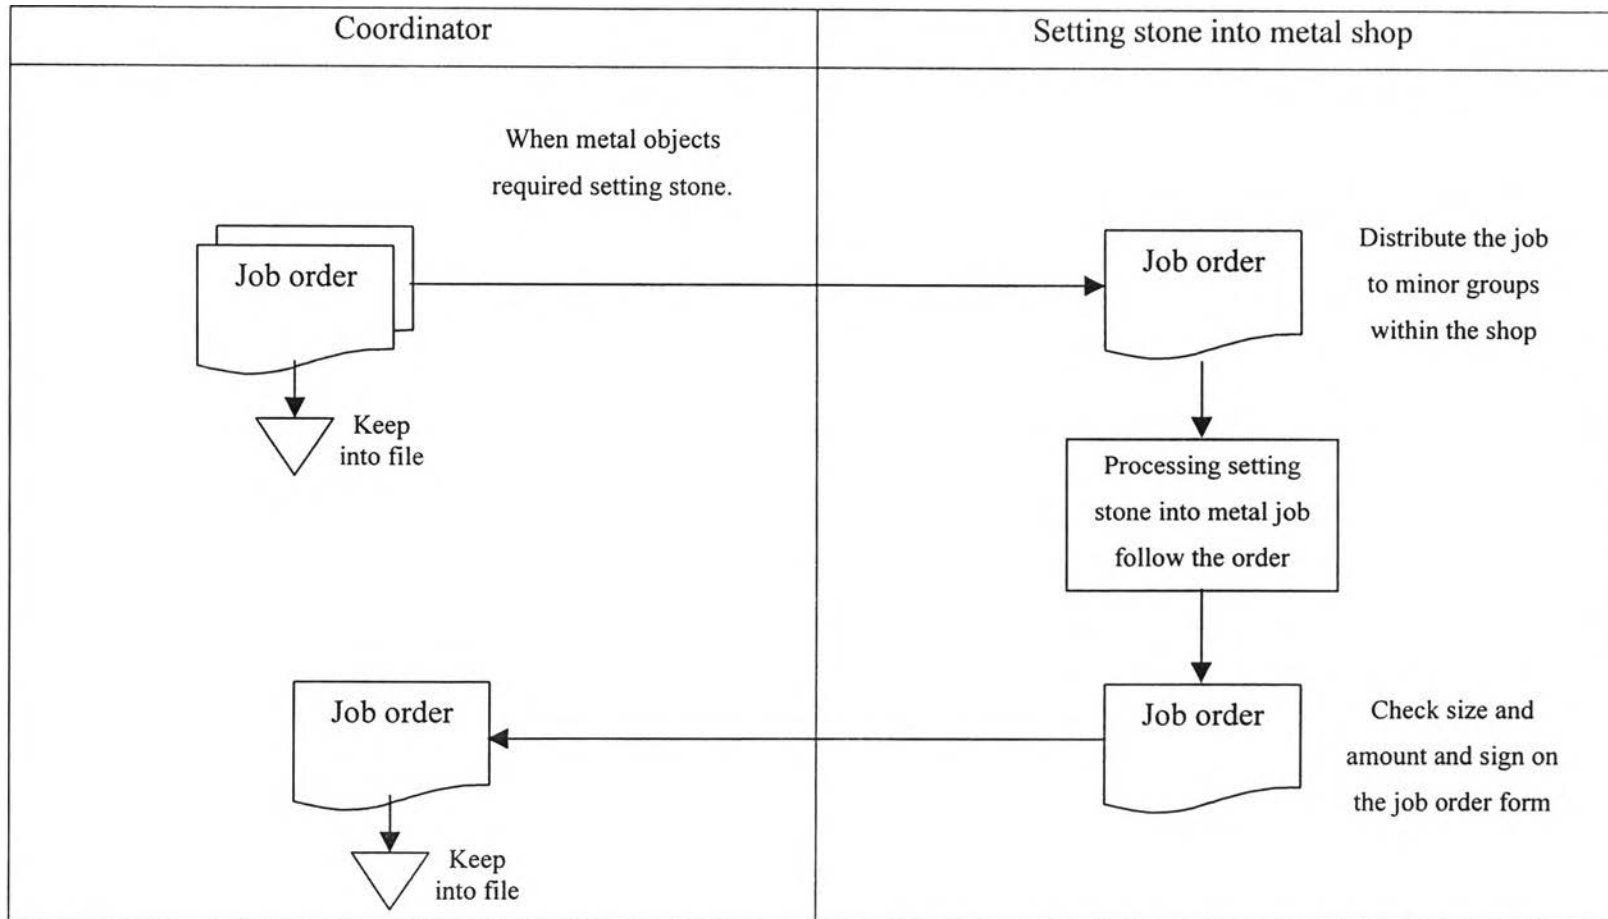 Coordinator
Setting stone into metal shop
When metal objects
required setting stone.
Job order
Job order
Distribute the job
to minor groups
within the shop
Keep
into file
Processing setting
stone into metal job
follow the order
Job order
Job order
Check size and
amount and sign on
the job order form
Keep
into file